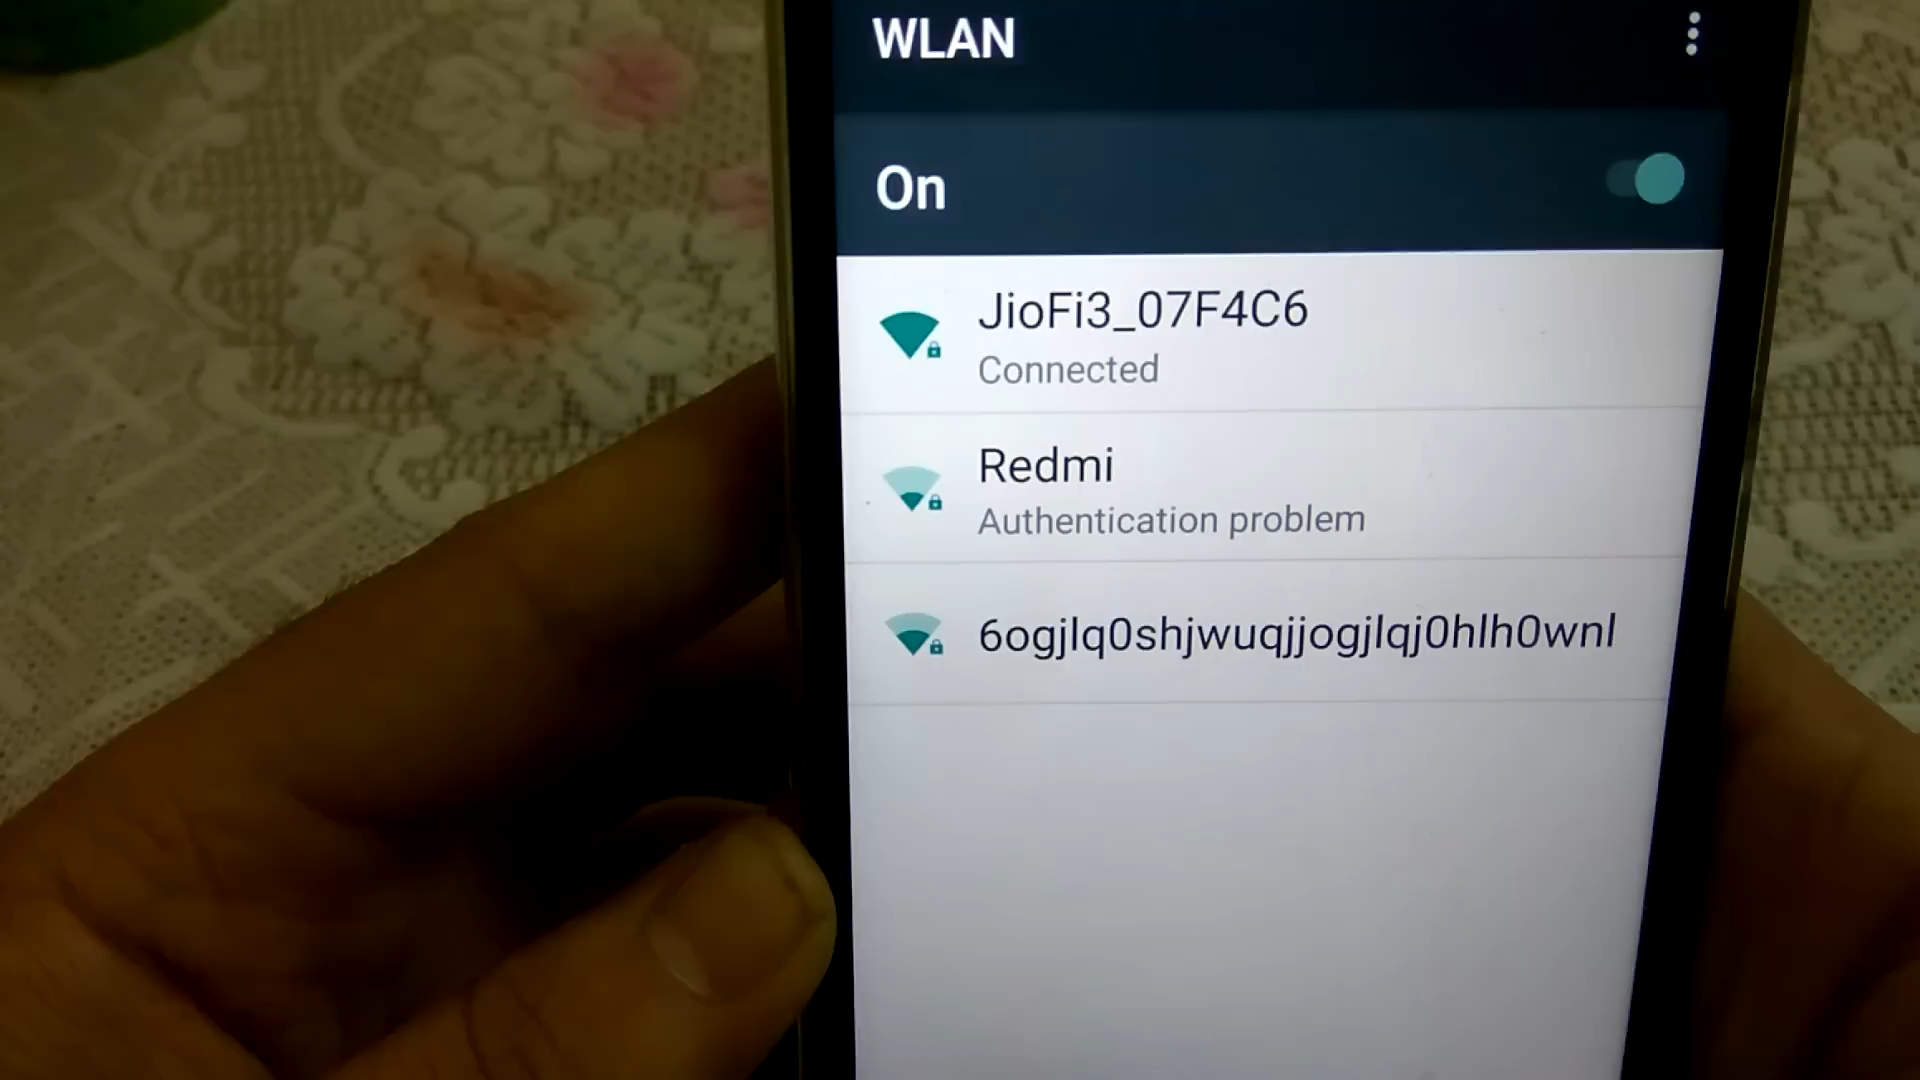 WLAN
On
JioFi3_07F4C6
Connected
Redmi
Authentication problem
6ogjlq0shjwuqjjogjlqj0hlh0wnl